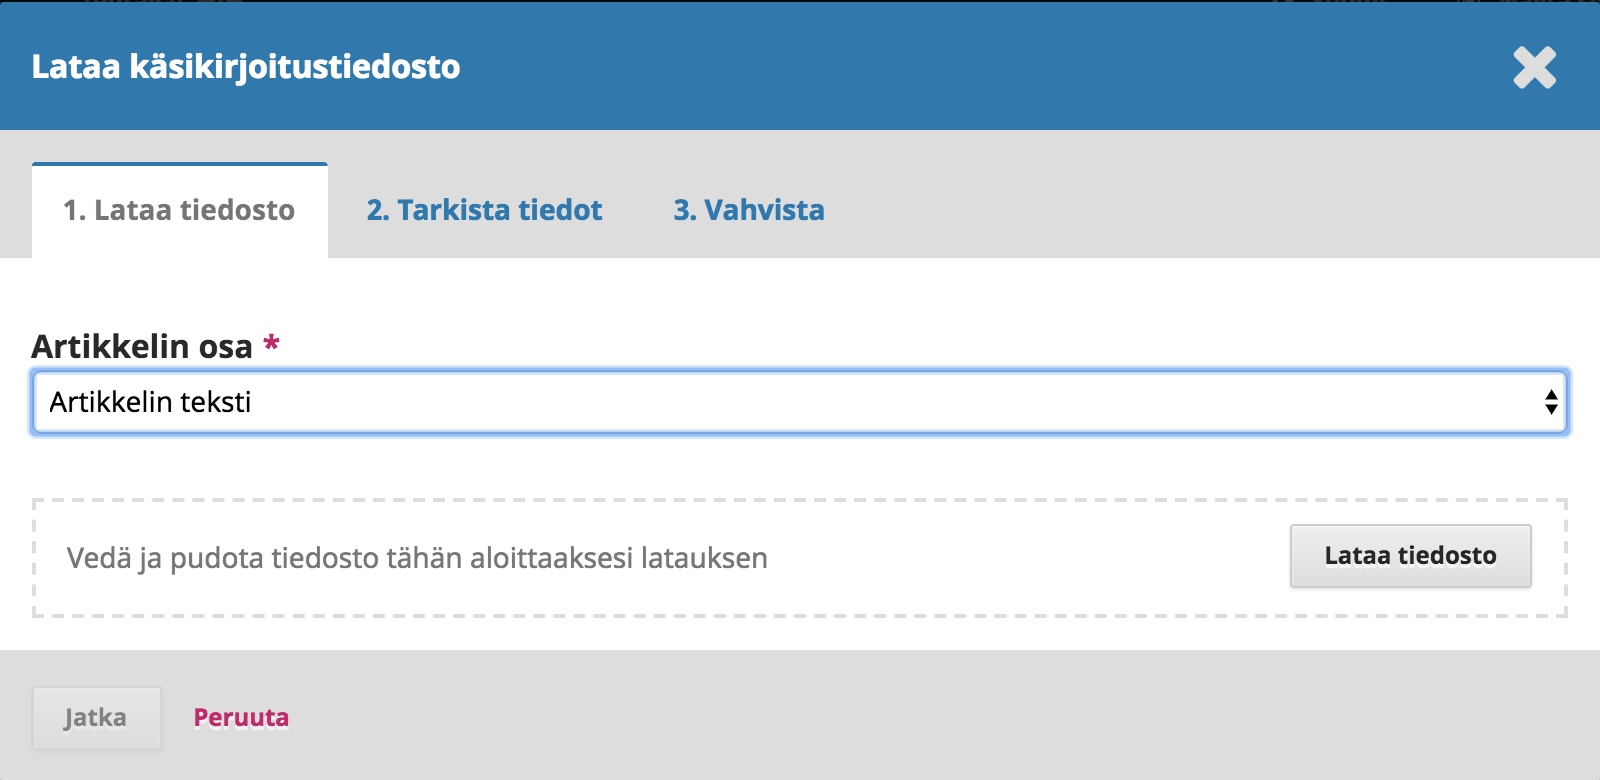 Lataa käsikirjoitustiedosto
1. Lataa tiedosto
2. Tarkista tiedot
3. Vahvista
Artikkelin osa *
Artikkelin teksti
Vedä ja pudota tiedosto tähän aloittaaksesi latauksen
Lataa tiedosto
Jatka
Peruuta